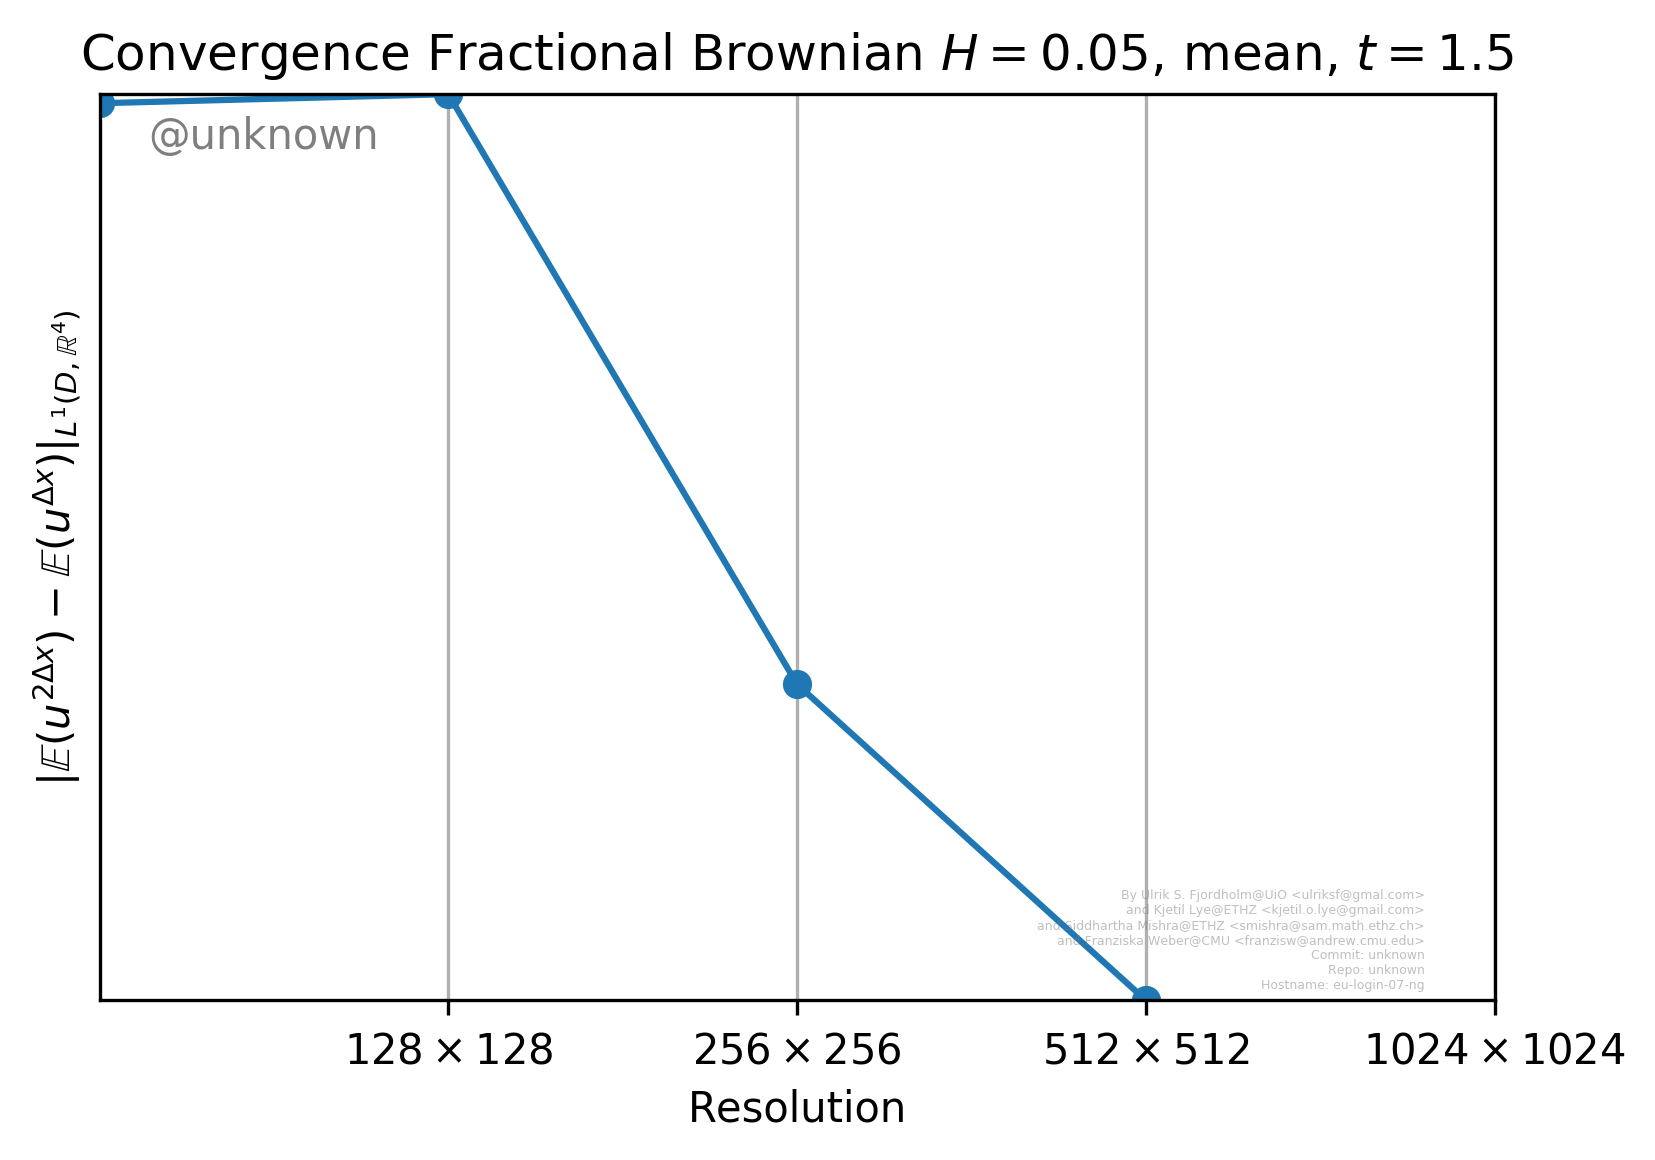 Convergence Fractional Brownian H = 0.05, mean, t = 1.5
@unknown
|𝔼(u^{2Δx}) − 𝔼(u^{Δx})|_{L^1(D, ℝ^4)}
By Ulrik S. Fjordholm@UiO <ulriksf@gmal.com>
and Kjetil Lye@ETHZ <kjetil.o.lye@gmail.com>
and Siddhartha Mishra@ETHZ <smishra@sam.math.ethz.ch>
and Franziska Weber@CMU <franzisw@andrew.cmu.edu>
Commit: unknown
Repo: unknown
Hostname: eu-login-07-ng
128 × 128 256 × 256 512 × 512 1024 × 1024
Resolution